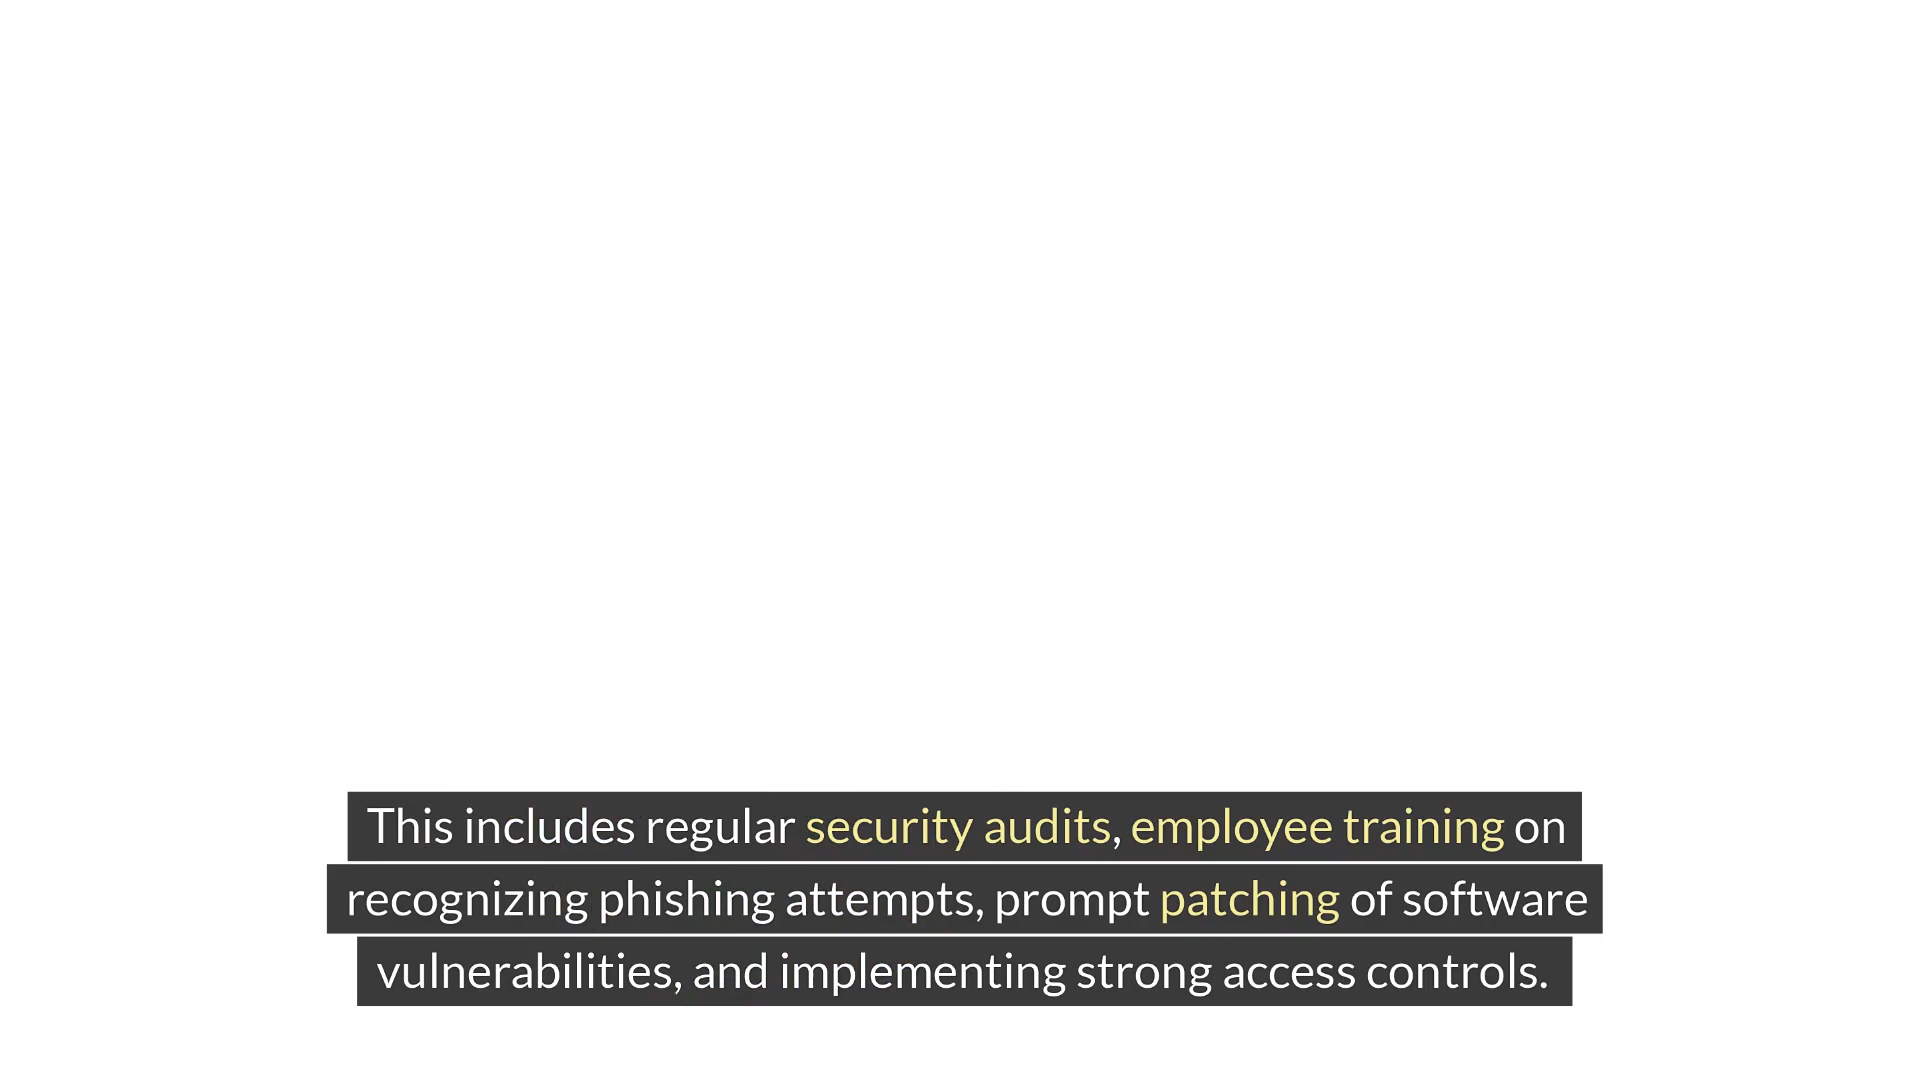 This includes regular security audits, employee training on
recognizing phishing attempts, prompt patching of software
vulnerabilities, and implementing strong access controls.